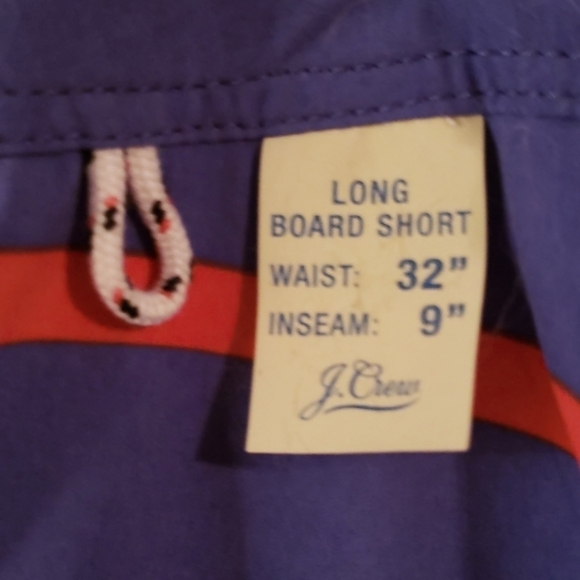 LONG
BOARD SHORT
WAIST: 32"
INSEAM: 9"
J.Crew